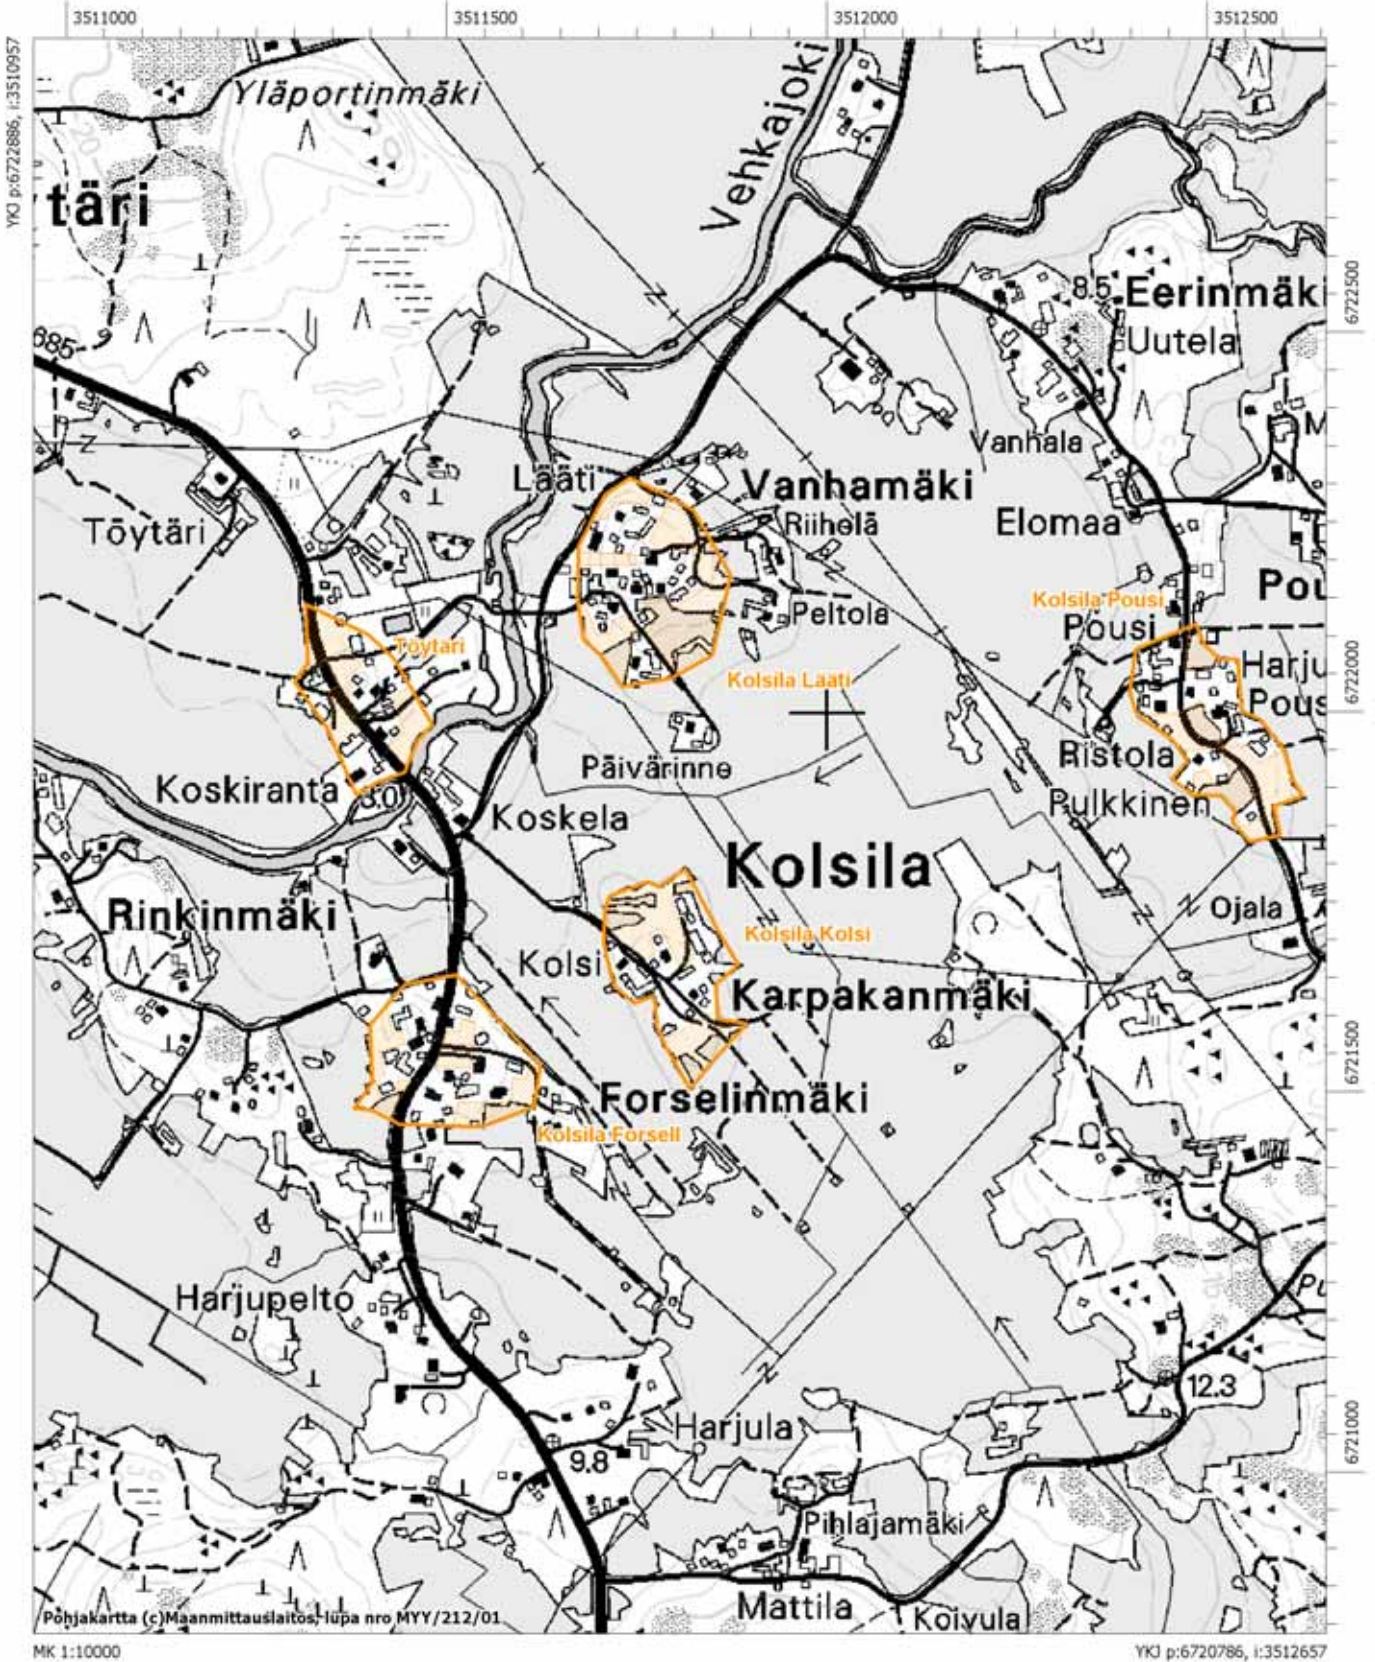 3511000 3511500 3512000 3512500
YKJ p:6722886, i:3510957
Yläportinmäki
Vehkajoki
täri
6722500
8.5 Eerinmäki
Uutela
685
Vanhala
M
Lääti
Vanhamäki
Töytäri
Riihelä
Elomaa
Kolsila Pousi
Pou
Peltola
Pousi
Töytäri
Harju
6722000
Kolsila Lääti
Pous
Ristola
Päivärinne
Koskiranta
3.0
Pulkkinen
Koskela
Kolsila
Rinkinmäki
Ojala
Kolsila Kolsi
Kolsi
Karpakanmäki
6721500
Forselinmäki
Kolsila Forsell
Harjupelto
Pu
12.3
Harjula
6721000
9.8
Pihlajamäki
Mattila
Koivula
Pohjakartta (c)Maanmittauslaitos, lupa nro MYY/212/01
MK 1:10000
YKJ p:6720786, i:3512657